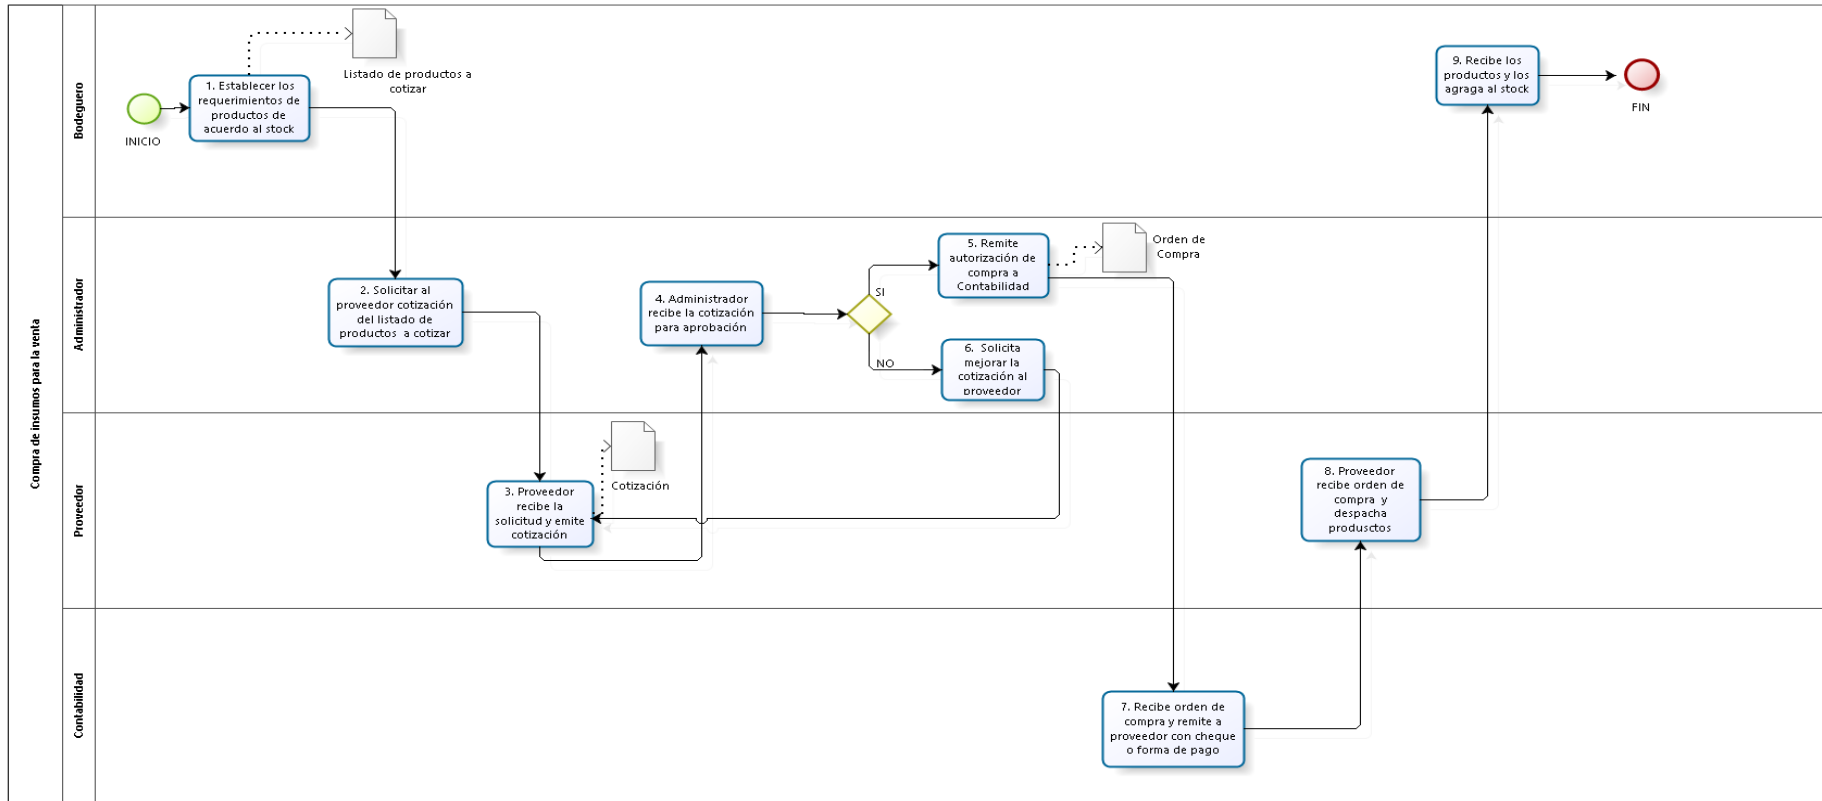 Compra de insumos para la venta
Bodeguero
INICIO
1. Establecer los
requerimientos de
productos de
acuerdo al stock
Listado de productos a
cotizar
9. Recibe los
productos y los
agraga al stock
FIN
Administrador
2. Solicitar al
proveedor cotización
del listado de
productos a cotizar
4. Administrador
recibe la cotización
para aprobación
SI
NO
5. Remite
autorización de
compra a
Contabilidad
Orden de
Compra
6. Solicita
mejorar la
cotización al
proveedor
Proveedor
3. Proveedor
recibe la
solicitud y emite
cotización
Cotización
8. Proveedor
recibe orden de
compra y
despacha
produsctos
Contabilidad
7. Recibe orden de
compra y remite a
proveedor con cheque
o forma de pago